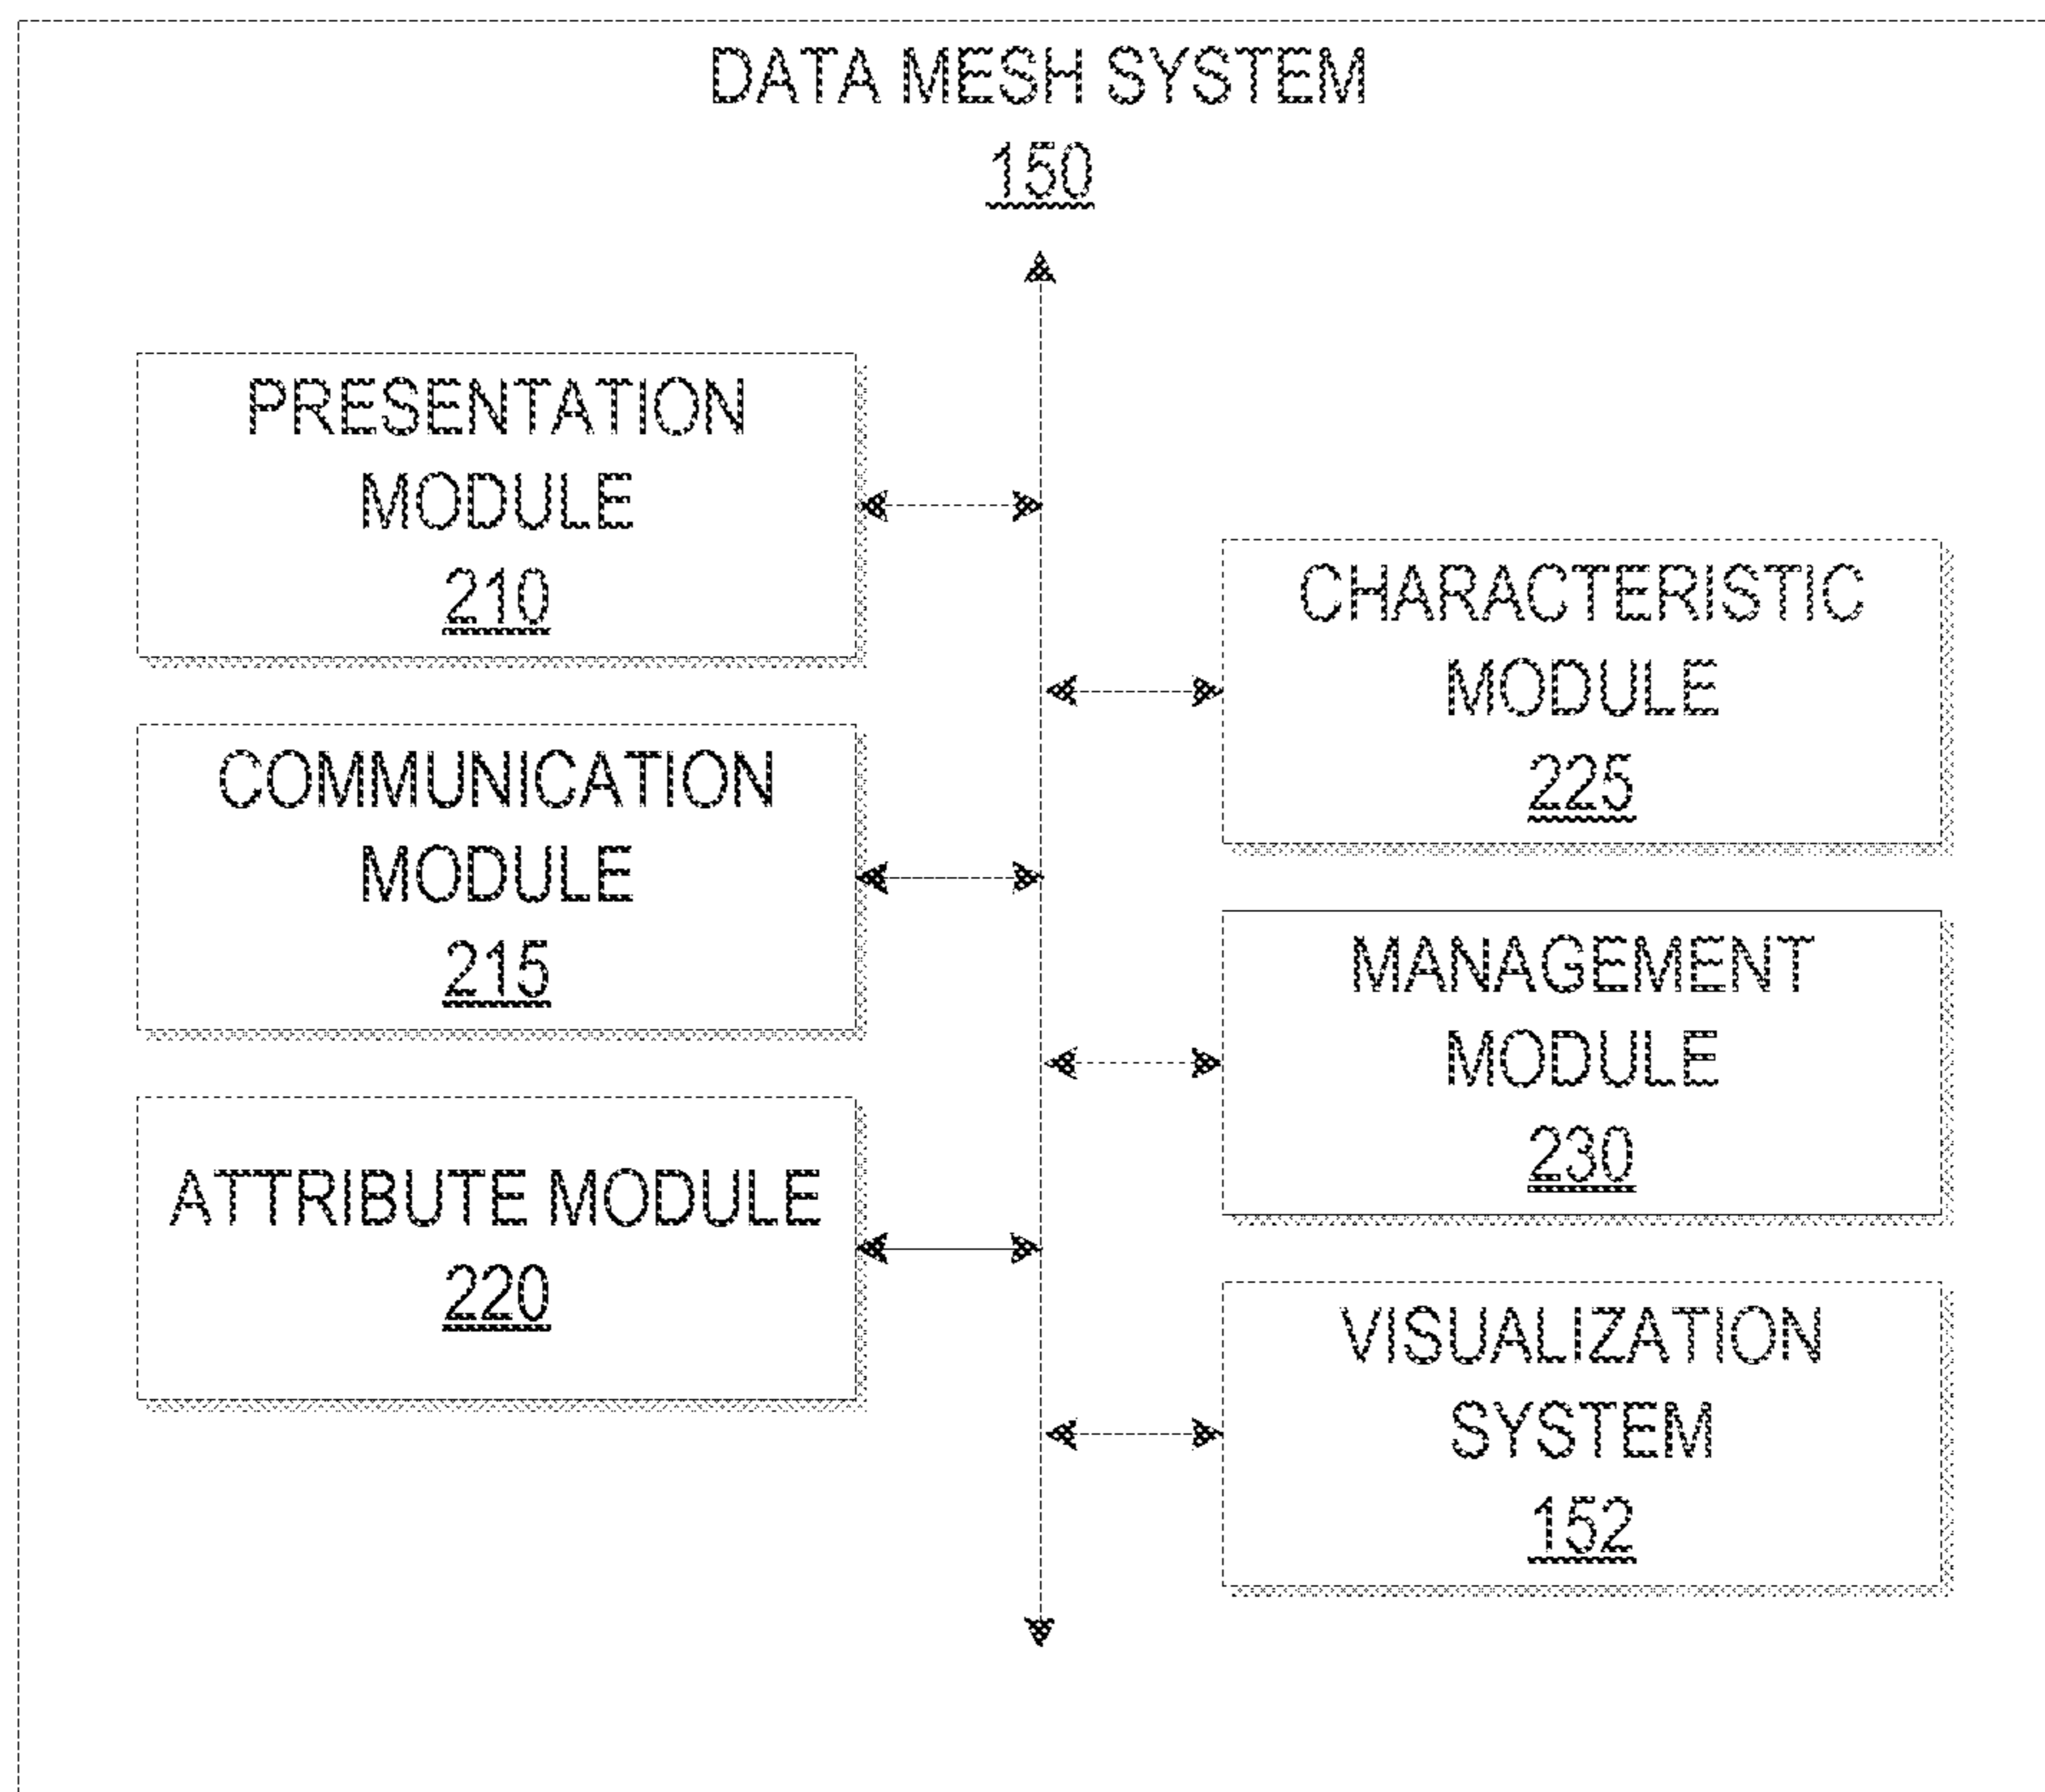 DATA MESH SYSTEM
150
PRESENTATION
MODULE
210
COMMUNICATION
MODULE
215
ATTRIBUTE MODULE
220
CHARACTERISTIC
MODULE
225
MANAGEMENT
MODULE
230
VISUALIZATION
SYSTEM
152